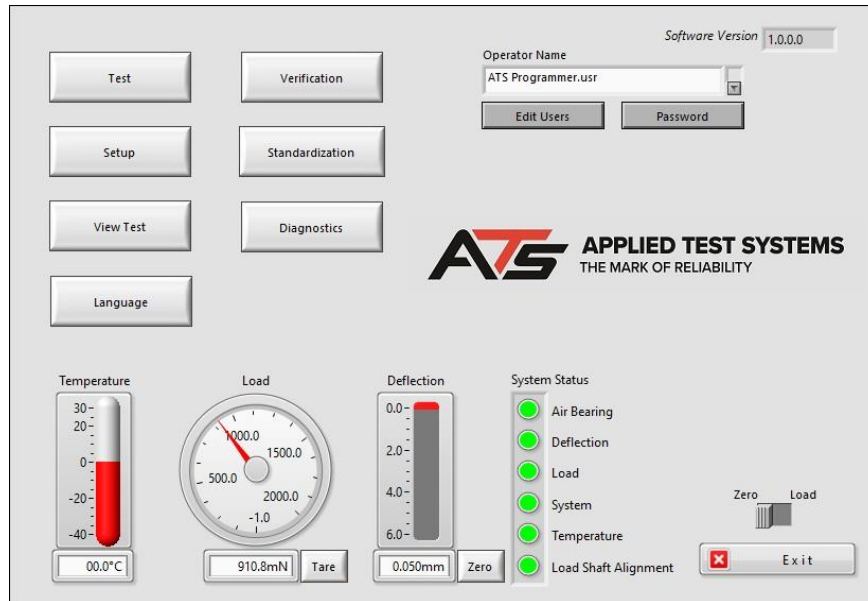 Software Version 1.0.0.0
Operator Name
ATS Programmer.usr
Edit Users Password
Test Verification
Setup Standardization
View Test Diagnostics
Language
ATS APPLIED TEST SYSTEMS
THE MARK OF RELIABILITY
Temperature
30
20
0
-20
-40
00.0°C
Load
1000.0
1500.0
500.0
2000.0
-1.0
910.8mN Tare
Deflection
0.0
2.0
4.0
6.0
0.050mm Zero
System Status
Air Bearing
Deflection
Load
System
Temperature
Load Shaft Alignment
Zero Load
Exit